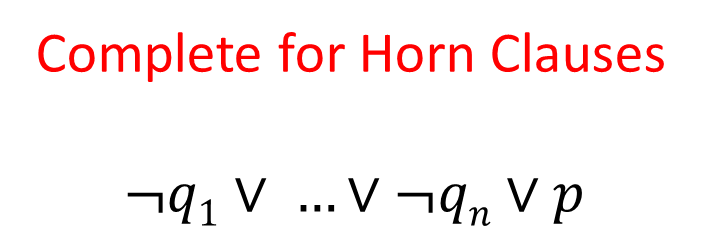 Complete for Horn Clauses
¬𝑞₁ ∨ … ∨ ¬𝑞ₙ ∨ 𝑝